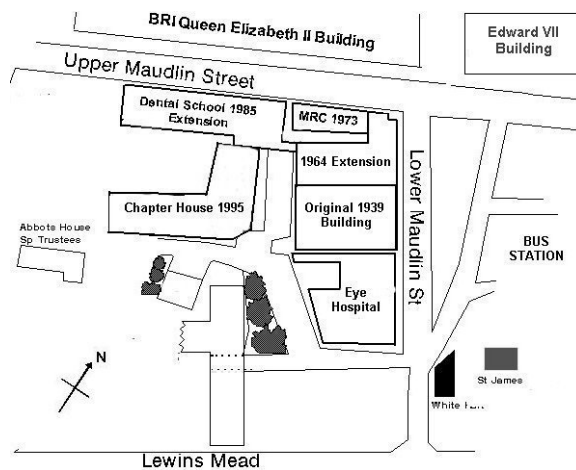 BRI Queen Elizabeth II Building
Edward VII
Building
Upper Maudlin Street
Dental School 1985
Extension
MRC 1973
1964 Extension
Lower Maudlin St
Chapter House 1995
Original 1939
Building
Abbots House
Sp Trustees
BUS
STATION
Eye
Hospital
N
St James
White
Lewins Mead